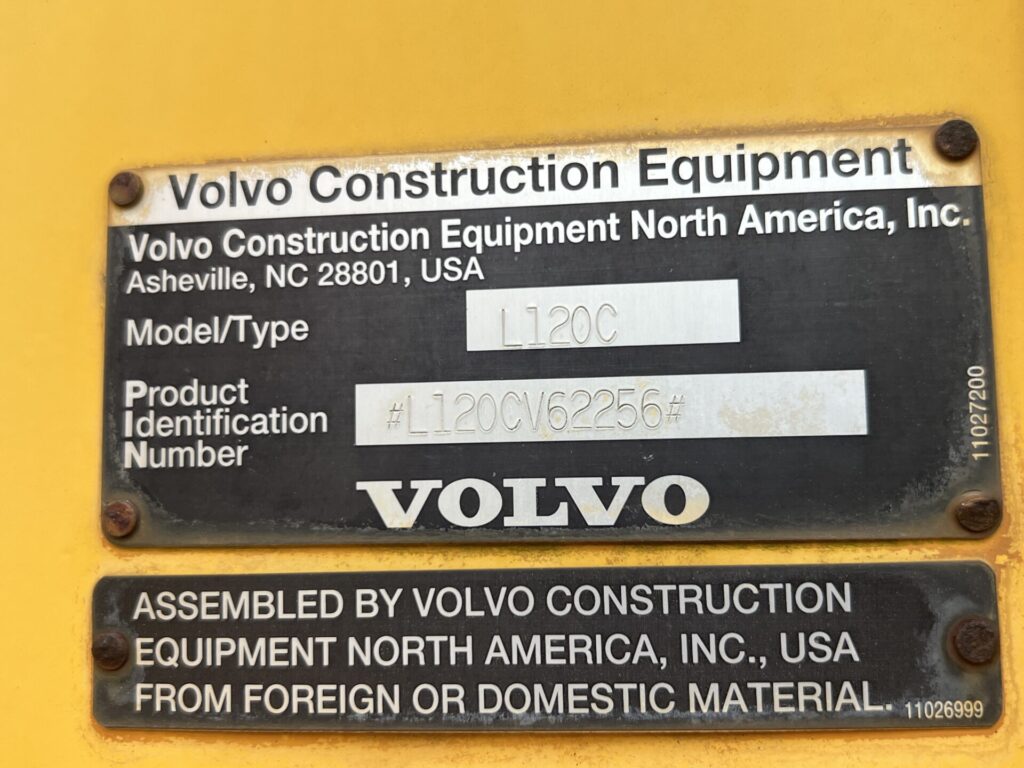 Volvo Construction Equipment
Volvo Construction Equipment North America, Inc.
Asheville, NC 28801, USA
Model/Type
L120C
Product
Identification
Number
#L120CV62256#
11027200
VOLVO
ASSEMBLED BY VOLVO CONSTRUCTION
EQUIPMENT NORTH AMERICA, INC., USA
FROM FOREIGN OR DOMESTIC MATERIAL.
11026999